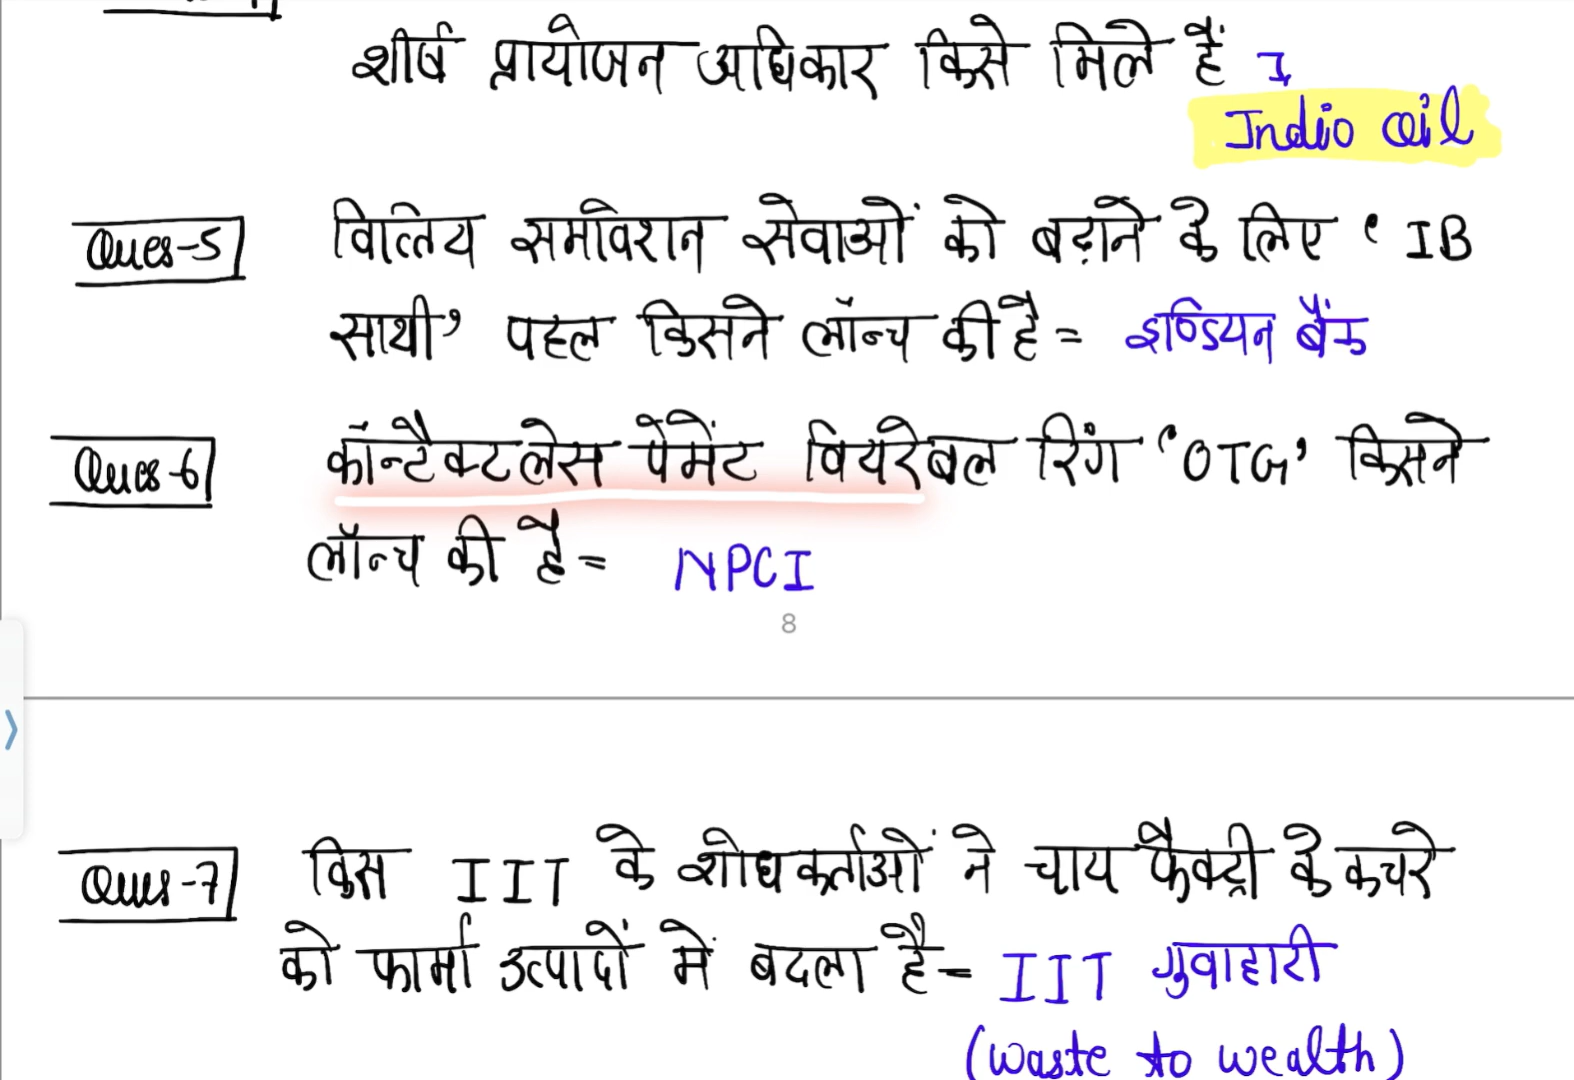 शीर्ष प्रायोजन अधिकार किसे मिले हैं I
Indio oil
Ques-5 वित्तिय समावेशन सेवाओं को बढ़ाने के लिए ' IB
साथी' पहल किसने लॉन्च की है = इण्डियन बैंक
Ques-6 कॉन्टैक्टलेस पेमेंट वियरेबल रिंग 'OTG' किसने
लॉन्च की है = NPCI
8
Ques-7 किस IIT के शोधकर्ताओं ने चाय फैक्ट्री के कचरे
को फार्मा उत्पादों में बदला है - IIT गुवाहारी
(waste to wealth)